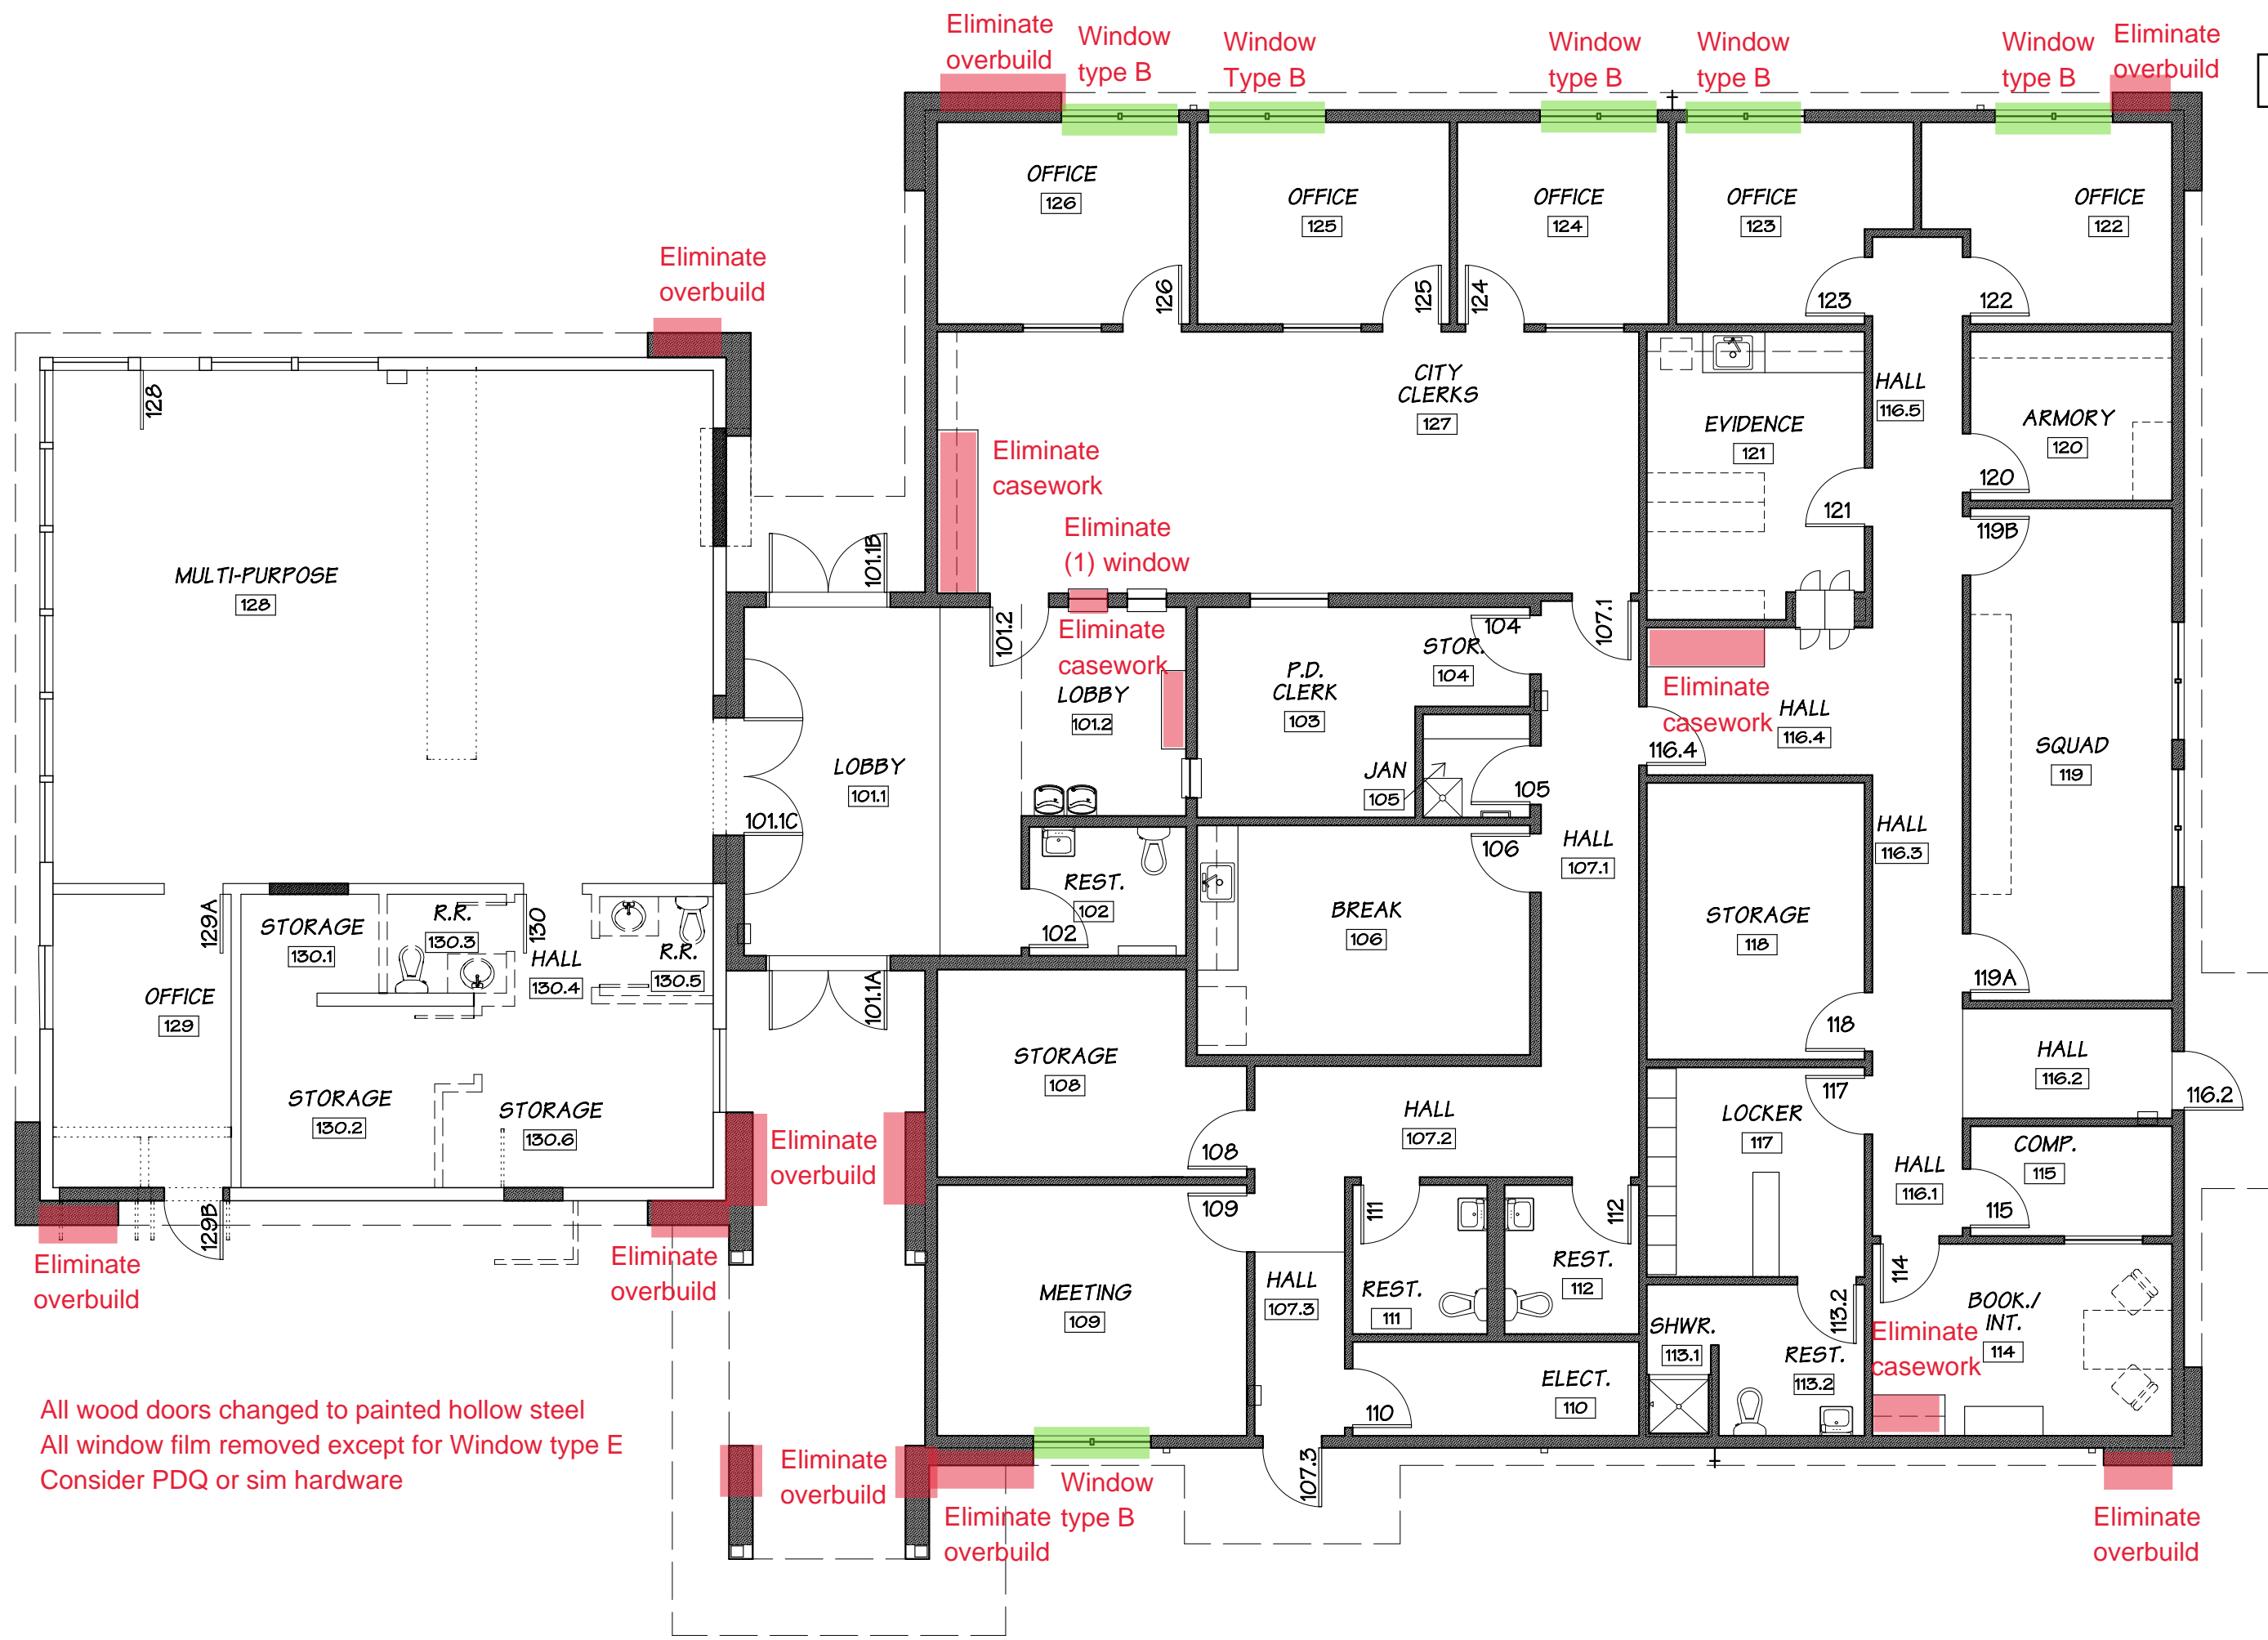 Eliminate
overbuild
Window
type B
Window
Type B
Window
type B
Window
type B
Window
type B
Eliminate
overbuild
OFFICE
126
OFFICE
125
OFFICE
124
OFFICE
123
OFFICE
122
126
125
124
123
122
Eliminate
overbuild
128
CITY
CLERKS
127
HALL
116.5
EVIDENCE
121
ARMORY
120
120
121
119B
Eliminate
casework
Eliminate
(1) window
101.1B
MULTI-PURPOSE
128
101.2
Eliminate
casework
LOBBY
101.2
104
STOR.
104
107.1
P.D.
CLERK
103
Eliminate
casework
HALL
116.4
116.4
SQUAD
119
LOBBY
101.1
JAN
105
105
101.1C
106
HALL
107.1
HALL
116.3
REST.
102
102
BREAK
106
STORAGE
118
118
119A
129A
STORAGE
130.1
R.R.
130.3
130
HALL
130.4
R.R.
130.5
OFFICE
129
101.1A
STORAGE
108
HALL
116.2
116.2
STORAGE
130.2
STORAGE
130.6
Eliminate
overbuild
108
HALL
107.2
LOCKER
117
117
COMP.
115
HALL
116.1
115
109
111
112
129B
Eliminate
overbuild
Eliminate
overbuild
MEETING
109
HALL
107.3
REST.
111
REST.
112
114
113.2
BOOK./
INT.
114
SHWR.
113.1
REST.
113.2
Eliminate
casework
ELECT.
110
110
All wood doors changed to painted hollow steel
All window film removed except for Window type E
Consider PDQ or sim hardware
Eliminate
overbuild
107.3
Window
type B
Eliminate
overbuild
Eliminate
overbuild